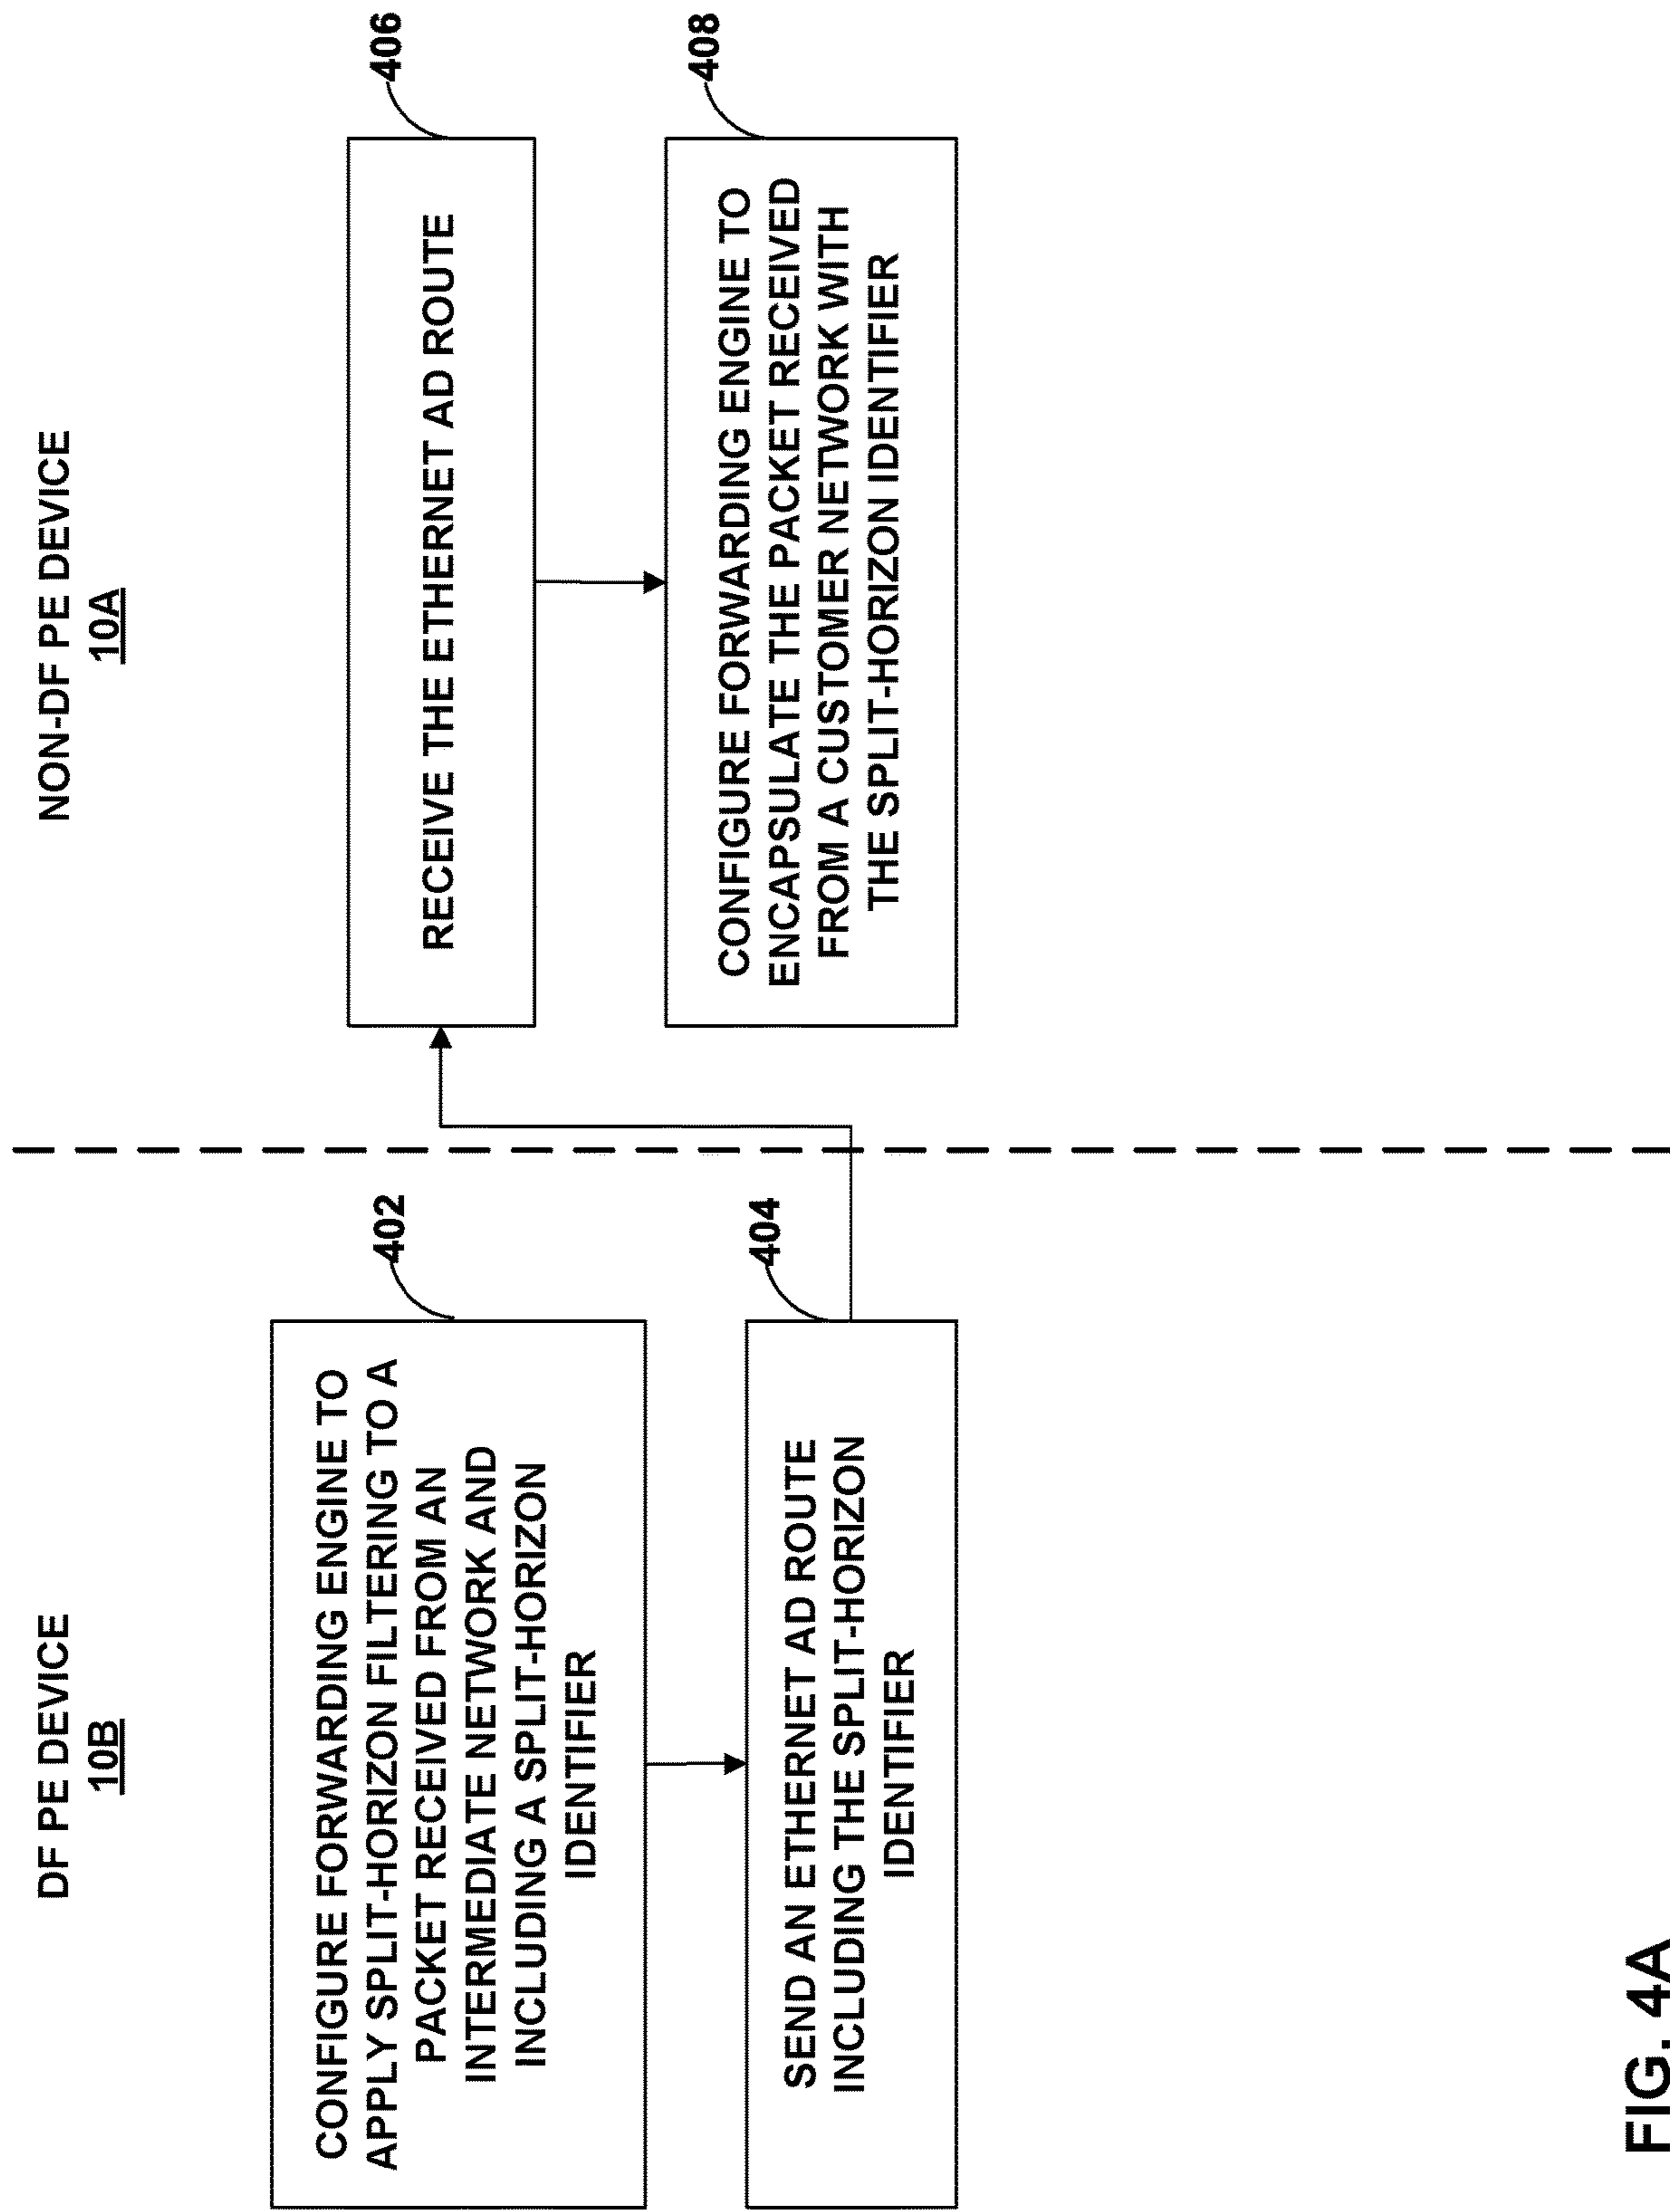 DF PE DEVICE
10B
402
CONFIGURE FORWARDING ENGINE TO
APPLY SPLIT-HORIZON FILTERING TO A
PACKET RECEIVED FROM AN
INTERMEDIATE NETWORK AND
INCLUDING A SPLIT-HORIZON
IDENTIFIER
404
SEND AN ETHERNET AD ROUTE
INCLUDING THE SPLIT-HORIZON
IDENTIFIER
NON-DF PE DEVICE
10A
406
RECEIVE THE ETHERNET AD ROUTE
408
CONFIGURE FORWARDING ENGINE TO
ENCAPSULATE THE PACKET RECEIVED
FROM A CUSTOMER NETWORK WITH
THE SPLIT-HORIZON IDENTIFIER
FIG. 4A